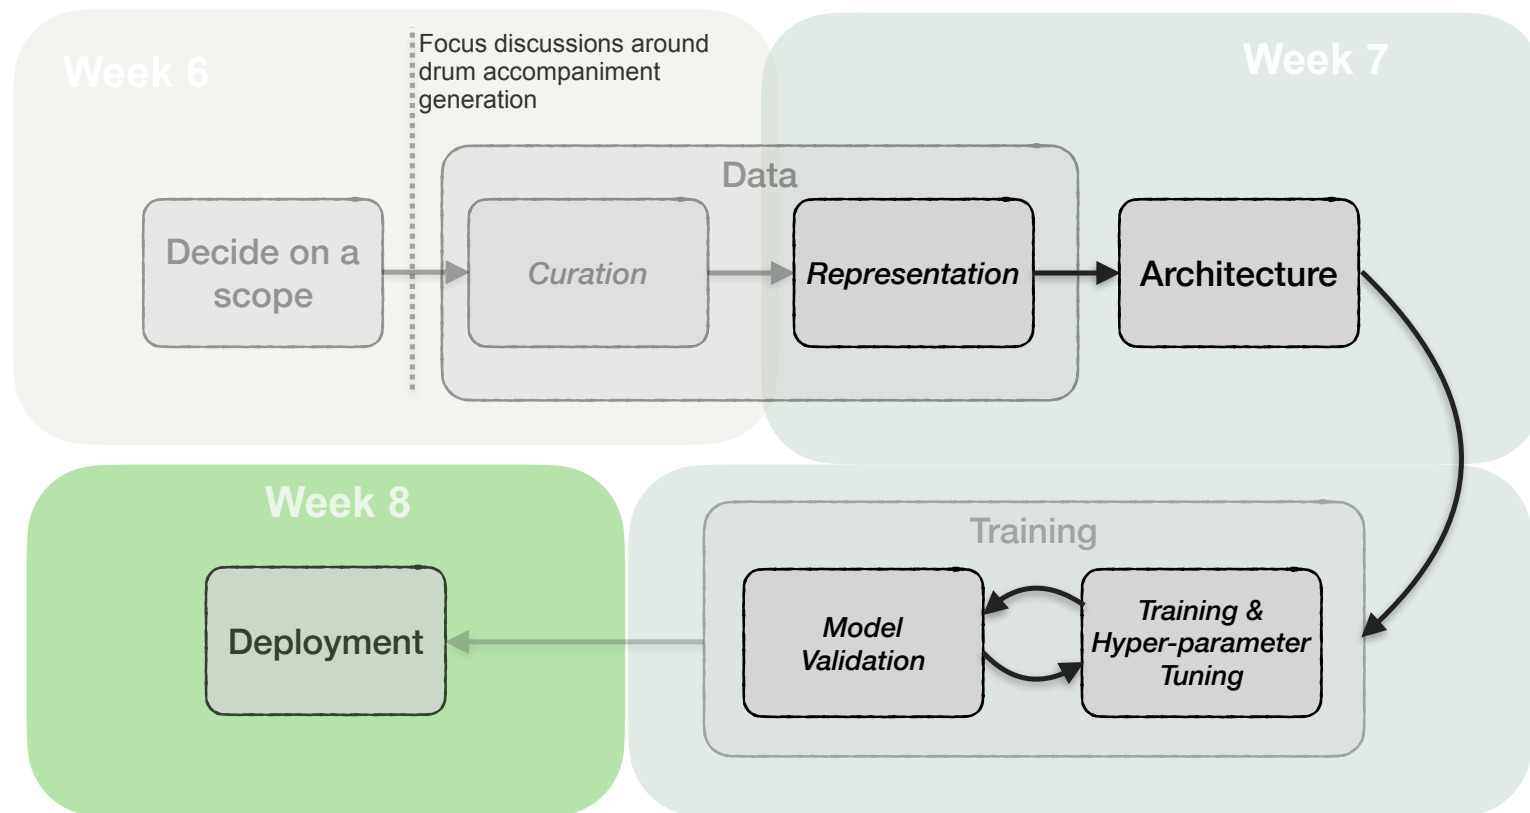 Week 6
Focus discussions around
drum accompaniment
generation
Week 7
Data
Decide on a
scope
Curation
Representation
Architecture
Week 8
Training
Deployment
Model
Validation
Training &
Hyper-parameter
Tuning